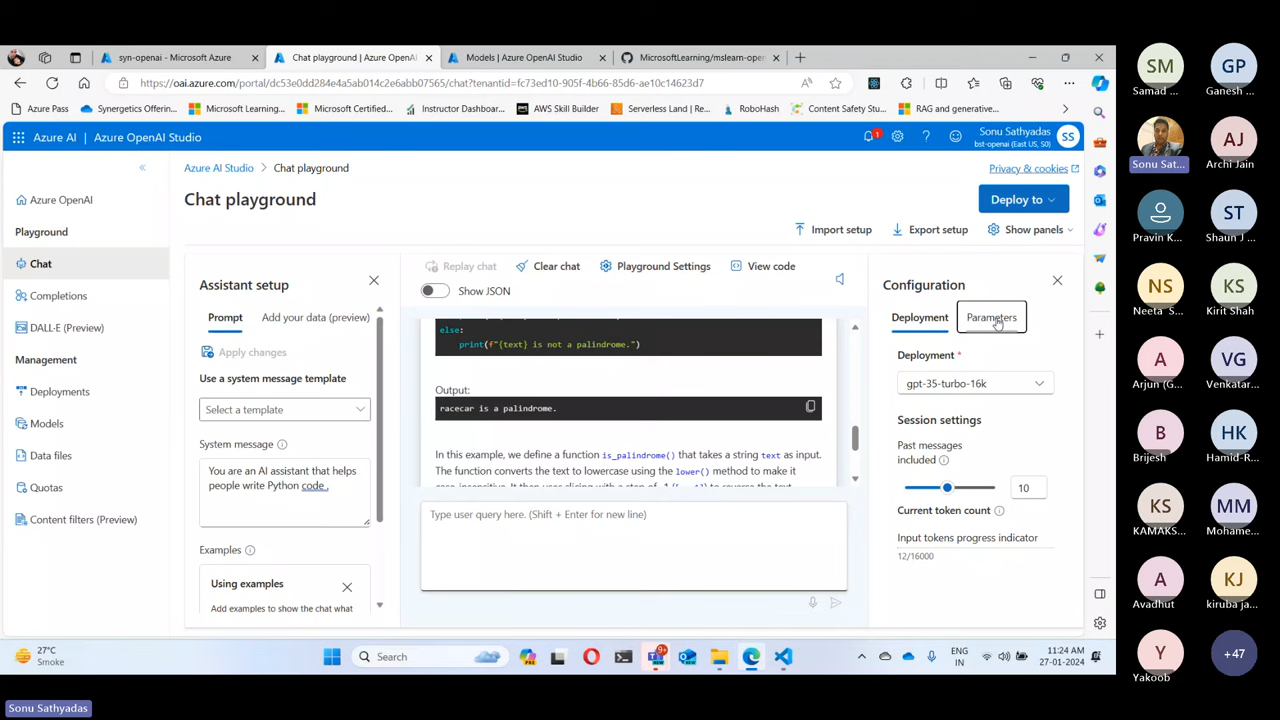 syn-openai - Microsoft Azure
Chat playground | Azure OpenAI
Models | Azure OpenAI Studio
MicrosoftLearning/mslearn-open
https://oai.azure.com/portal/dc53e0dd284e4a5ab014c2e6abb07565/chat?tenantid=fc73ed10-905f-4b66-85d6-ae10c14623d7
Azure Pass
Synergetics Offering...
Microsoft Learning...
Microsoft Certified...
Instructor Dashboar...
AWS Skill Builder
Serverless Land | Re...
RoboHash
Content Safety Stu...
RAG and generative...
Azure AI | Azure OpenAI Studio
1
Sonu Sathyadas
bst-openai (East US, S0)
SS
Azure AI Studio > Chat playground
Privacy & cookies
Chat playground
Deploy to
Import setup
Export setup
Show panels
Azure OpenAI
Playground
Chat
Completions
DALL·E (Preview)
Management
Deployments
Models
Data files
Quotas
Content filters (Preview)
Assistant setup
Prompt
Add your data (preview)
Apply changes
Use a system message template
Select a template
System message
You are an AI assistant that helps
people write Python code .
Examples
Using examples
Add examples to show the chat what
Replay chat
Clear chat
Playground Settings
View code
Show JSON
else:
print(f"{text} is not a palindrome.")
Output:
racecar is a palindrome.
In this example, we define a function is_palindrome() that takes a string text as input.
The function converts the text to lowercase using the lower() method to make it
Type user query here. (Shift + Enter for new line)
Configuration
Deployment
Parameters
Deployment *
gpt-35-turbo-16k
Session settings
Past messages
included
10
Current token count
Input tokens progress indicator
12/16000
27°C
Smoke
Search
PRE
NEW
9+
NEW
ENG
IN
11:24 AM
27-01-2024
SM
Samad ...
GP
Ganesh ...
Sonu Sat...
AJ
Archi Jain
Pravin K...
ST
Shaun J ...
NS
Neeta S...
KS
Kirit Shah
A
Arjun (G...
VG
Venkatar...
B
Brijesh
HK
Hamid-R...
KS
KAMAKS...
MM
Mohame...
A
Avadhut
KJ
kiruba ja...
Y
Yakoob
+47
Sonu Sathyadas